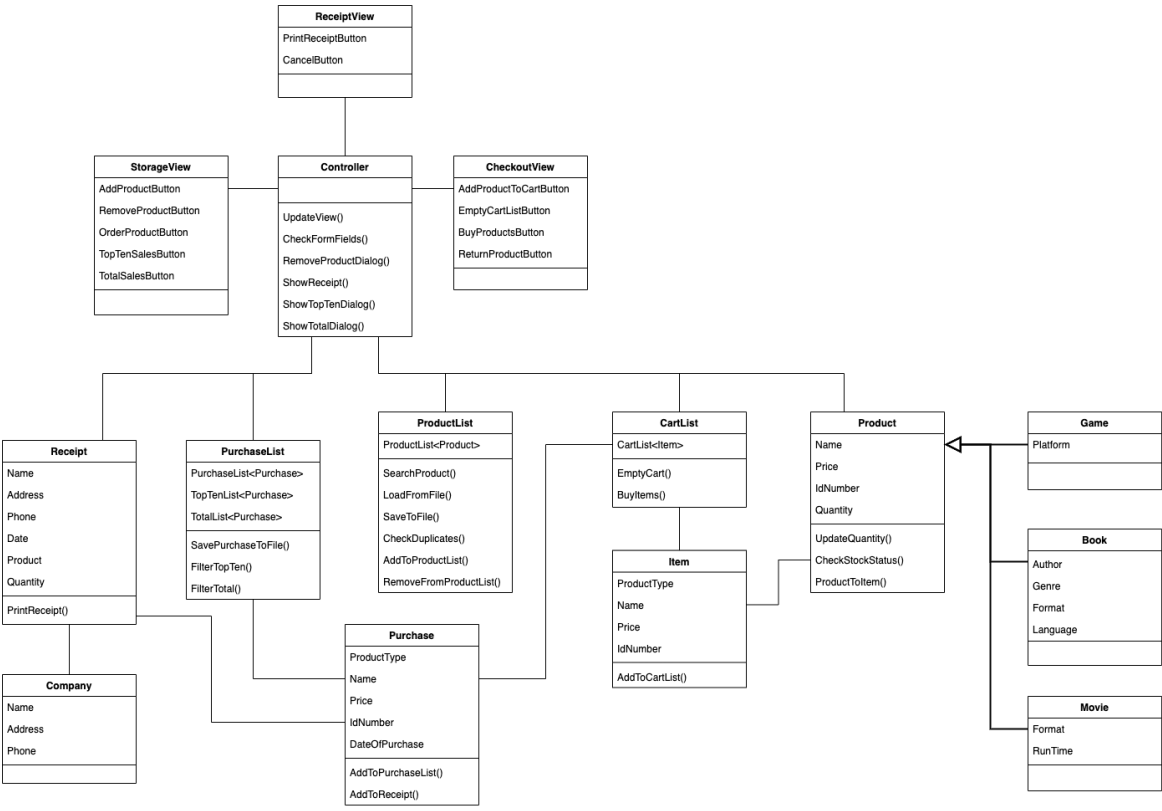 ReceiptView
PrintReceiptButton
CancelButton
StorageView
AddProductButton
RemoveProductButton
OrderProductButton
TopTenSalesButton
TotalSalesButton
Controller
UpdateView()
CheckFormFields()
RemoveProductDialog()
ShowReceipt()
ShowTopTenDialog()
ShowTotalDialog()
CheckoutView
AddProductToCartButton
EmptyCartListButton
BuyProductsButton
ReturnProductButton
Receipt
Name
Address
Phone
Date
Product
Quantity
PrintReceipt()
PurchaseList
PurchaseList<Purchase>
TopTenList<Purchase>
TotalList<Purchase>
SavePurchaseToFile()
FilterTopTen()
FilterTotal()
ProductList
ProductList<Product>
SearchProduct()
LoadFromFile()
SaveToFile()
CheckDuplicates()
AddToProductList()
RemoveFromProductList()
CartList
CartList<Item>
EmptyCart()
BuyItems()
Product
Name
Price
IdNumber
Quantity
UpdateQuantity()
CheckStockStatus()
ProductToItem()
Game
Platform
Book
Author
Genre
Format
Language
Item
ProductType
Name
Price
IdNumber
AddToCartList()
Purchase
ProductType
Name
Price
IdNumber
DateOfPurchase
AddToPurchaseList()
AddToReceipt()
Company
Name
Address
Phone
Movie
Format
RunTime